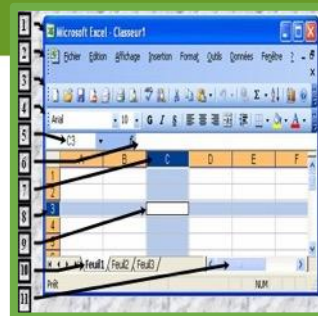 1 Microsoft Excel - Classeur1
2 Fichier Edition Affichage Insertion Format Outils Données Fenêtre ?
3
4 Arial 10 G I S
5 C3
6 A B C D E F
7 1
2
8 3
9 4
5
10 Feuil1 Feuil2 Feuil3
11 Prêt NUM